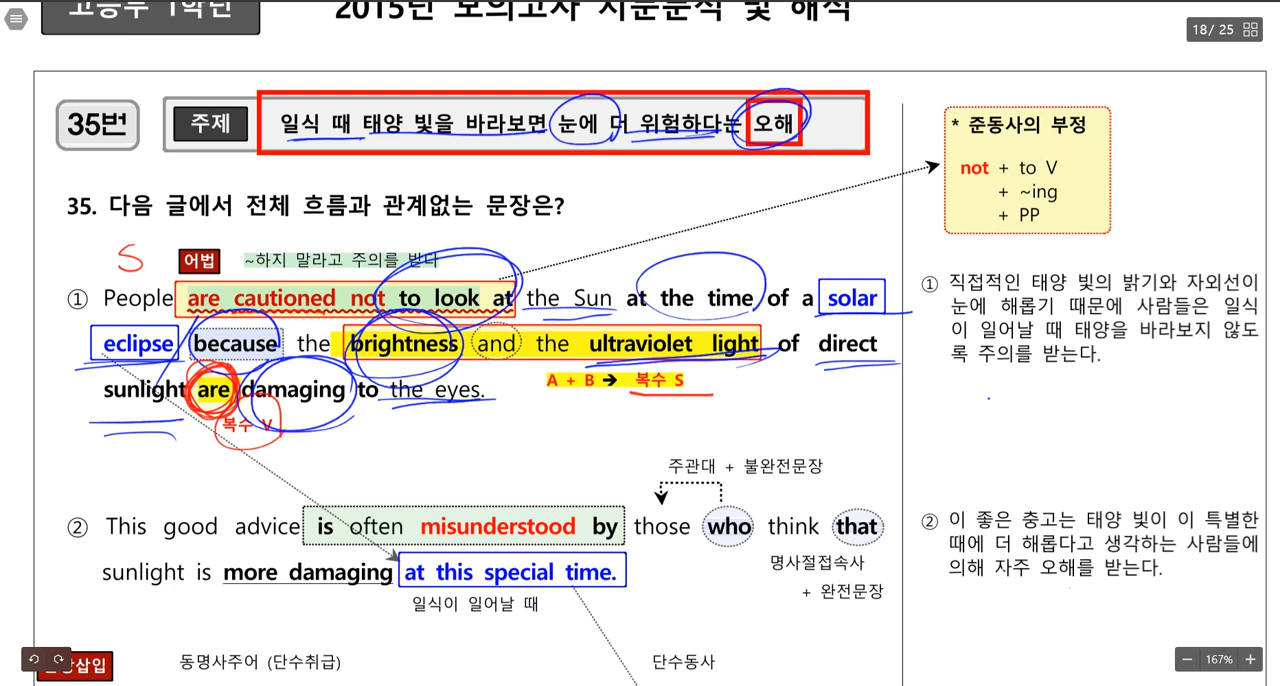 고등부 1학년
2015년 모의고사 지문분석 및 해석
18/ 25
35번
주제
일식 때 태양 빛을 바라보면 눈에 더 위험하다는 오해
* 준동사의 부정
not + to V
+ ~ing
+ PP
35. 다음 글에서 전체 흐름과 관계없는 문장은?
S
어법
~하지 말라고 주의를 받다
① People are cautioned not to look at the Sun at the time of a solar
eclipse because the brightness and the ultraviolet light of direct
sunlight are damaging to the eyes.
A + B ➔ 복수 S
복수 V
① 직접적인 태양 빛의 밝기와 자외선이
눈에 해롭기 때문에 사람들은 일식
이 일어날 때 태양을 바라보지 않도
록 주의를 받는다.
주관대 + 불완전문장
② This good advice is often misunderstood by those who think that
sunlight is more damaging at this special time.
명사절접속사
+ 완전문장
일식이 일어날 때
② 이 좋은 충고는 태양 빛이 이 특별한
때에 더 해롭다고 생각하는 사람들에
의해 자주 오해를 받는다.
삽입
동명사주어 (단수취급)
단수동사
167%